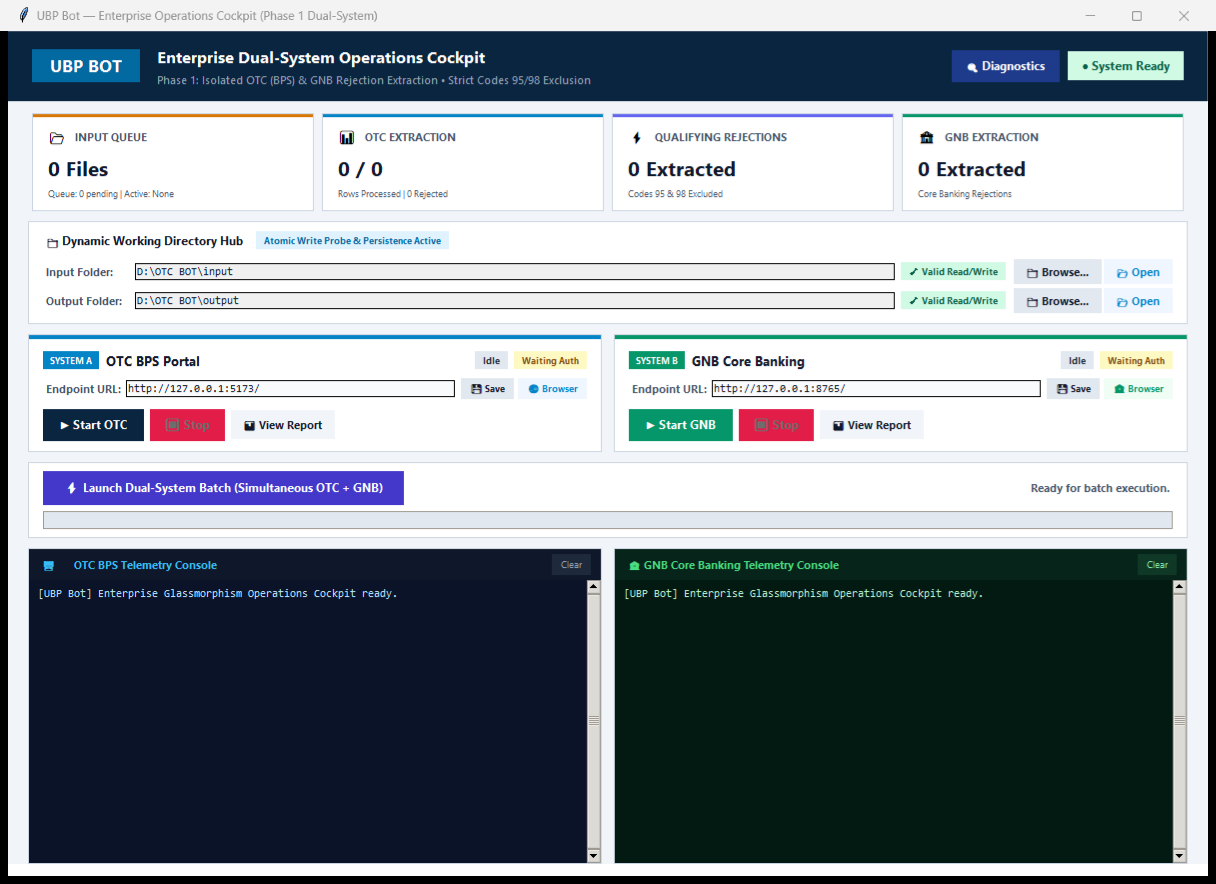 UBP Bot — Enterprise Operations Cockpit (Phase 1 Dual-System)
UBP BOT
Enterprise Dual-System Operations Cockpit
Phase 1: Isolated OTC (BPS) & GNB Rejection Extraction • Strict Codes 95/98 Exclusion
Diagnostics
• System Ready
INPUT QUEUE
0 Files
Queue: 0 pending | Active: None
OTC EXTRACTION
0 / 0
Rows Processed | 0 Rejected
QUALIFYING REJECTIONS
0 Extracted
Codes 95 & 98 Excluded
GNB EXTRACTION
0 Extracted
Core Banking Rejections
Dynamic Working Directory Hub
Atomic Write Probe & Persistence Active
Input Folder: D:\OTC BOT\input ✓ Valid Read/Write Browse... Open
Output Folder: D:\OTC BOT\output ✓ Valid Read/Write Browse... Open
SYSTEM A OTC BPS Portal Idle Waiting Auth
Endpoint URL: http://127.0.0.1:5173/ Save Browser
▶ Start OTC Stop View Report
SYSTEM B GNB Core Banking Idle Waiting Auth
Endpoint URL: http://127.0.0.1:8765/ Save Browser
▶ Start GNB Stop View Report
Launch Dual-System Batch (Simultaneous OTC + GNB)
Ready for batch execution.
OTC BPS Telemetry Console Clear
[UBP Bot] Enterprise Glassmorphism Operations Cockpit ready.
GNB Core Banking Telemetry Console Clear
[UBP Bot] Enterprise Glassmorphism Operations Cockpit ready.